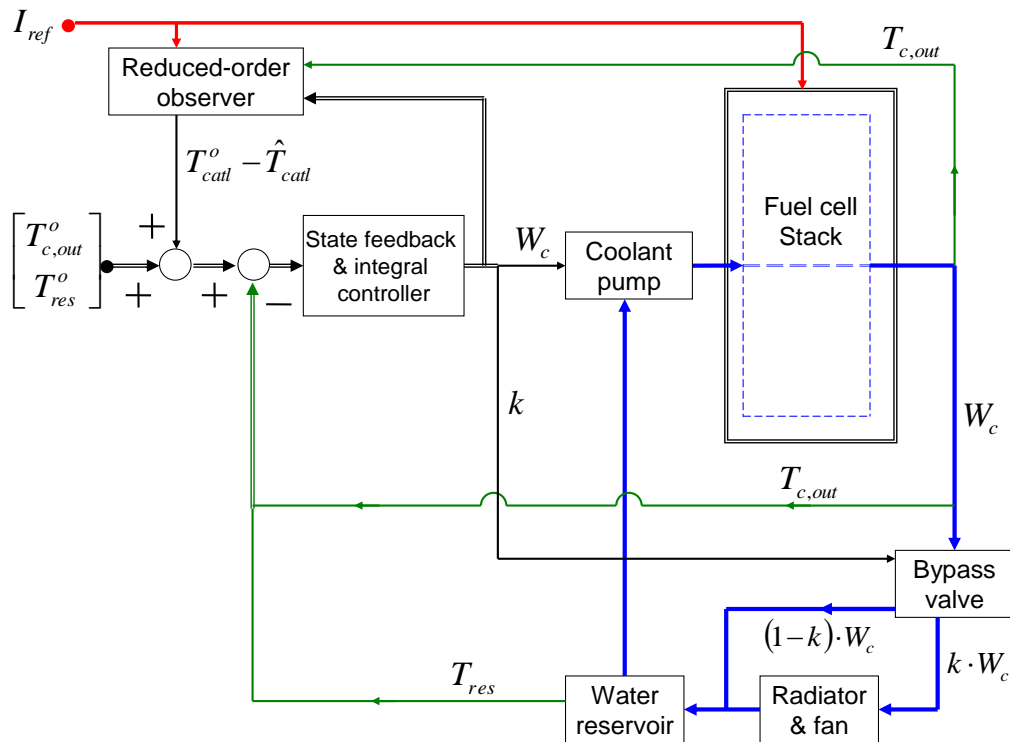 I_ref
T_c,out
Reduced-order
observer
T^o_catl − T̂_catl
Fuel cell
Stack
[T^o_c,out
T^o_res]
+
+
+
−
State feedback
& integral
controller
W_c
Coolant
pump
k
W_c
T_c,out
Bypass
valve
(1−k)·W_c
k·W_c
T_res
Water
reservoir
Radiator
& fan